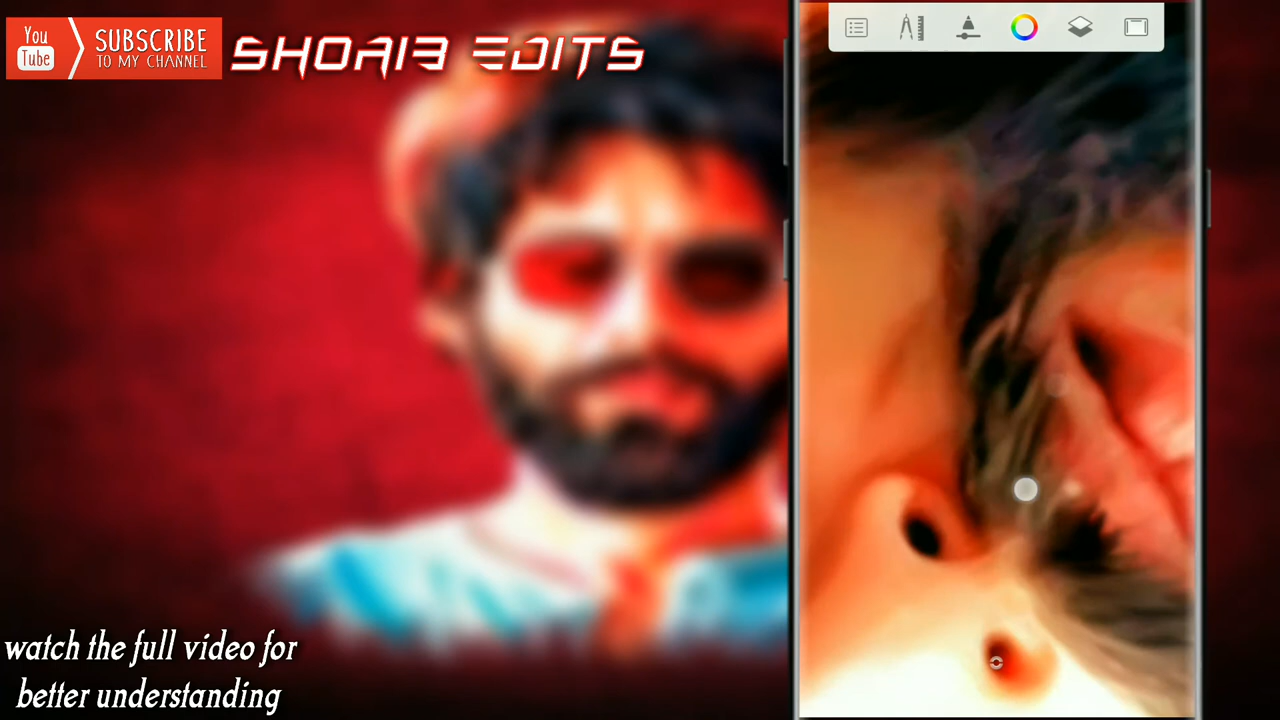 You
Tube
SUBSCRIBE
TO MY CHANNEL
SHOAIB EDITS
watch the full video for
better understanding